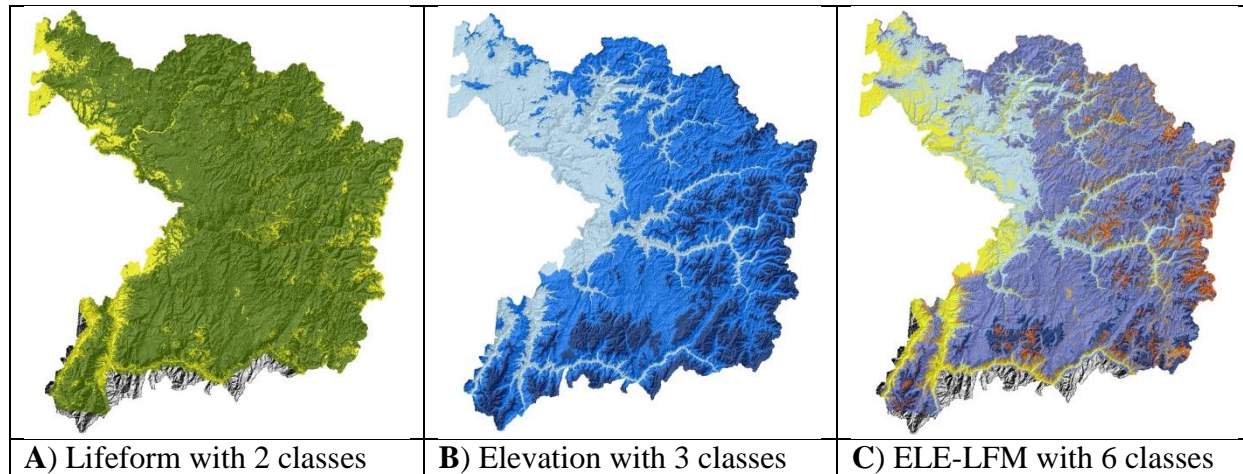 A) Lifeform with 2 classes
B) Elevation with 3 classes
C) ELE-LFM with 6 classes